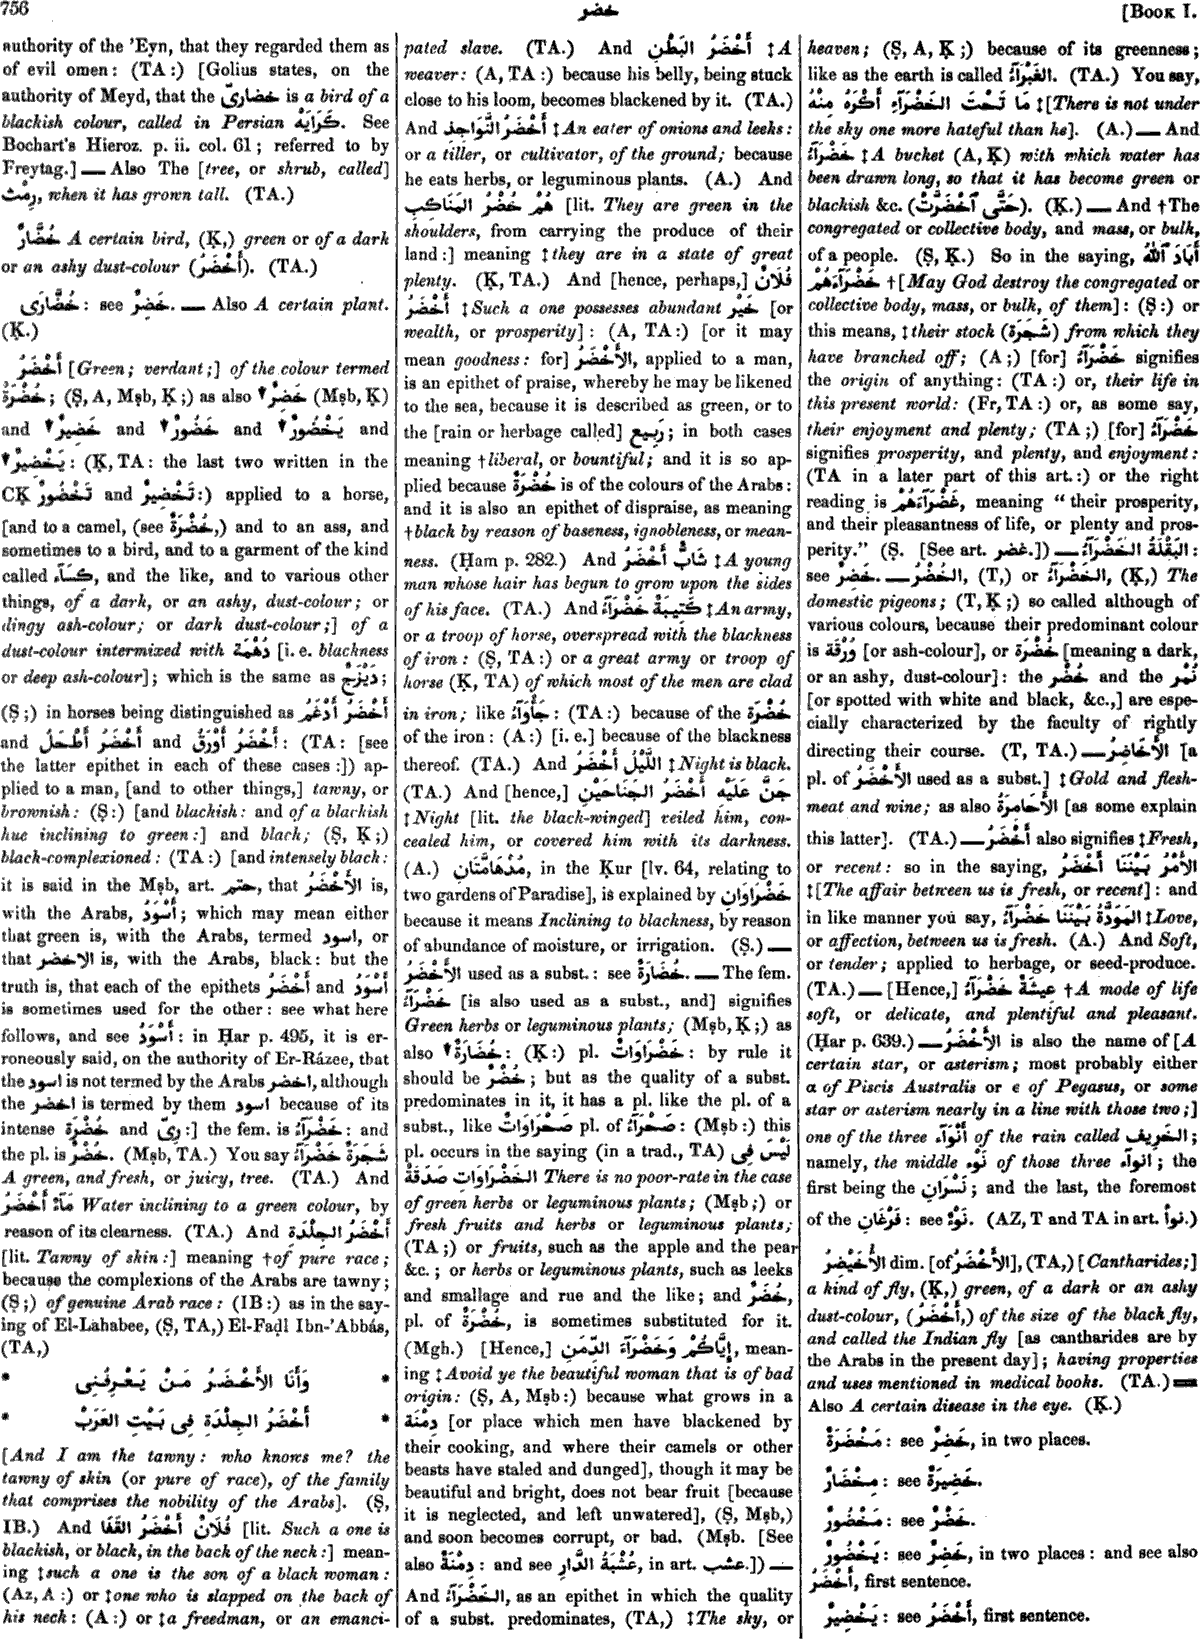 756
خضر
[Book I.
authority of the 'Eyn, that they regarded them as
of evil omen: (TA:) [Golius states, on the
authority of Meyd, that the خضارىّ is a bird of a
blackish colour, called in Persian كَرَايَهْ. See
Bochart's Hieroz. p. ii. col. 61; referred to by
Freytag.] — Also The [tree, or shrub, called]
رِمْث, when it has grown tall. (TA.)
خُضَّارٌ A certain bird, (Ḳ,) green or of a dark
or an ashy dust-colour (أَخْضَرُ). (TA.)
خُضَّارَى: see خَضِرٌ. — Also A certain plant.
(Ḳ.)
أَخْضَرُ [Green; verdant;] of the colour termed
خُضْرَةٌ; (Ṣ, A, Mṣb, Ḳ;) as also ▼ خَضِرٌ (Mṣb, Ḳ)
and ▼ خَضِيرٌ and ▼ خَضُورٌ and ▼ يَخْضُورٌ and
▼ يَخْضِيرٌ: (Ḳ, TA: the last two written in the
CḲ تَخْضُورٌ and تَخْضِيرٌ:) applied to a horse,
[and to a camel, (see خُضْرَةٌ,) and to an ass, and
sometimes to a bird, and to a garment of the kind
called كِسَآء, and the like, and to various other
things, of a dark, or an ashy, dust-colour; or
dingy ash-colour; or dark dust-colour;] of a
dust-colour intermixed with دُهْمَة [i. e. blackness
or deep ash-colour]; which is the same as دَيْزَجٌ;
(Ṣ;) in horses being distinguished as أَخْضَرُ أَدْغَمُ
and أَخْضَرُ أَطْحَلُ and أَخْضَرُ أَوْرَقُ: (TA: [see
the latter epithet in each of these cases:]) ap-
plied to a man, [and to other things,] tawny, or
brownish: (Ṣ:) [and blackish: and of a blackish
hue inclining to green:] and black; (Ṣ, Ḳ;)
black-complexioned: (TA:) [and intensely black:
it is said in the Mṣb, art. حتم, that الأَخْضَرُ is,
with the Arabs, أَسْوَدُ; which may mean either
that green is, with the Arabs, termed اسود, or
that الاخضر is, with the Arabs, black: but the
truth is, that each of the epithets أَخْضَرُ and أَسْوَدُ
is sometimes used for the other: see what here
follows, and see أَسْوَدُ: in Ḥar p. 495, it is er-
roneously said, on the authority of Er-Rázee, that
the اسود is not termed by the Arabs اخضر, although
the اخضر is termed by them اسود because of its
intense خُضْرَة and رِىّ:] the fem. is خَضْرَآءُ: and
the pl. is خُضْرٌ. (Mṣb, TA.) You say شَجَرَةٌ خَضْرَآءُ
A green, and fresh, or juicy, tree. (TA.) And
مَآءٌ أَخْضَرُ Water inclining to a green colour, by
reason of its clearness. (TA.) And أَخْضَرُ الجِلْدَةِ
[lit. Tawny of skin:] meaning †of pure race;
because the complexions of the Arabs are tawny;
(Ṣ;) of genuine Arab race: (IB:) as in the say-
ing of El-Lahabee, (Ṣ, TA,) El-Faḍl Ibn-'Abbás,
(TA,)
* وَأَنَا الأَخْضَرُ مَنْ يَعْرِفُنِى *
* أَخْضَرُ الجِلْدَةِ فِى بَيْتِ العَرَبْ *
[And I am the tawny: who knows me? the
tawny of skin (or pure of race), of the family
that comprises the nobility of the Arabs]. (Ṣ,
IB.) And فُلَانٌ أَخْضَرُ القَفَا [lit. Such a one is
blackish, or black, in the back of the neck:] mean-
ing ‡such a one is the son of a black woman:
(Az, A:) or ‡one who is slapped on the back of
his neck: (A:) or ‡a freedman, or an emanci-
pated slave. (TA.) And أَخْضَرُ البَطْنِ ‡A
weaver: (A, TA:) because his belly, being stuck
close to his loom, becomes blackened by it. (TA.)
And أَخْضَرُ النَّوَاجِذِ ‡An eater of onions and leeks:
or a tiller, or cultivator, of the ground; because
he eats herbs, or leguminous plants. (A.) And
هُمْ خُضْرُ المَنَاكِبِ [lit. They are green in the
shoulders, from carrying the produce of their
land:] meaning ‡they are in a state of great
plenty. (Ḳ, TA.) And [hence, perhaps,] فُلَانٌ
أَخْضَرُ ‡Such a one possesses abundant خَيْر [or
wealth, or prosperity]: (A, TA:) [or it may
mean goodness: for] الأَخْضَرُ, applied to a man,
is an epithet of praise, whereby he may be likened
to the sea, because it is described as green, or to
the [rain or herbage called] رَبِيع; in both cases
meaning †liberal, or bountiful; and it is so ap-
plied because خُضْرَةٌ is of the colours of the Arabs:
and it is also an epithet of dispraise, as meaning
†black by reason of baseness, ignobleness, or mean-
ness. (Ḥam p. 282.) And شَابٌّ أَخْضَرُ ‡A young
man whose hair has begun to grow upon the sides
of his face. (TA.) And كَتِيبَةٌ خَضْرَآءُ ‡An army,
or a troop of horse, overspread with the blackness
of iron: (Ṣ, TA:) or a great army or troop of
horse (Ḳ, TA) of which most of the men are clad
in iron; like جَأْوَآءُ: (TA:) because of the خُضْرَة
of the iron: (A:) [i. e.] because of the blackness
thereof. (TA.) And اللَّيْلُ أَخْضَرُ ‡Night is black.
(TA.) And [hence,] جَنَّ عَلَيْهِ أَخْضَرُ الجَنَاحَيْنِ
‡Night [lit. the black-winged] veiled him, con-
cealed him, or covered him with its darkness.
(A.) مُدْهَامَّتَانِ, in the Ḳur [lv. 64, relating to
two gardens of Paradise], is explained by خَضْرَاوَانِ
because it means Inclining to blackness, by reason
of abundance of moisture, or irrigation. (Ṣ.) —
الأَخْضَرُ used as a subst.: see خُضَارَةُ. — The fem.
خَضْرَآءُ [is also used as a subst., and] signifies
Green herbs or leguminous plants; (Mṣb, Ḳ;) as
also ▼ خُضَارَةٌ: (Ḳ:) pl. خَضْرَاوَاتٌ: by rule it
should be خُضْرٌ; but as the quality of a subst.
predominates in it, it has a pl. like the pl. of a
subst., like صَحْرَاوَاتٌ pl. of صَحْرَآءُ: (Mṣb:) this
pl. occurs in the saying (in a trad., TA) لَيْسَ فِى
الخَضْرَاوَاتِ صَدَقَةٌ There is no poor-rate in the case
of green herbs or leguminous plants; (Mṣb;) or
fresh fruits and herbs or leguminous plants;
(TA;) or fruits, such as the apple and the pear
&c.; or herbs or leguminous plants, such as leeks
and smallage and rue and the like; and خُضَرٌ,
pl. of خُضْرَةٌ, is sometimes substituted for it.
(Mgh.) [Hence,] إِيَّاكُمْ وَخَضْرَآءَ الدِّمَنِ, mean-
ing ‡Avoid ye the beautiful woman that is of bad
origin: (Ṣ, A, Mṣb:) because what grows in a
دِمْنَة [or place which men have blackened by
their cooking, and where their camels or other
beasts have staled and dunged], though it may be
beautiful and bright, does not bear fruit [because
it is neglected, and left unwatered], (Ṣ, Mṣb,)
and soon becomes corrupt, or bad. (Mṣb. [See
also دِمْنَةٌ: and see عُشْبَةُ الدَّارِ, in art. عشب.]) —
And الخَضْرَآءُ, as an epithet in which the quality
of a subst. predominates, (TA,) ‡The sky, or
heaven; (Ṣ, A, Ḳ;) because of its greenness;
like as the earth is called الغَبْرَآءُ. (TA.) You say,
مَا تَحْتَ الخَضْرَآءِ أَكْرَهُ مِنْهُ ‡[There is not under
the sky one more hateful than he]. (A.) — And
خَضْرَآءُ ‡A bucket (A, Ḳ) with which water has
been drawn long, so that it has become green or
blackish &c. (حَتَّى ٱخْضَرَّتْ). (Ḳ.) — And †The
congregated or collective body, and mass, or bulk,
of a people. (Ṣ, Ḳ.) So in the saying, أَبَادَ ٱللّٰهُ
خَضْرَآءَهُمْ †[May God destroy the congregated or
collective body, mass, or bulk, of them]: (Ṣ:) or
this means, ‡their stock (شَجَرَة) from which they
have branched off; (A;) [for] خَضْرَآءُ signifies
the origin of anything: (TA:) or, their life in
this present world: (Fr, TA:) or, as some say,
their enjoyment and plenty; (TA;) [for] خَضْرَآءُ
signifies prosperity, and plenty, and enjoyment:
(TA in a later part of this art.:) or the right
reading is غَضْرَآءَهُمْ, meaning "their prosperity,
and their pleasantness of life, or plenty and pros-
perity." (Ṣ. [See art. غضر.]) — البَقْلَةُ الخَضْرَآءُ:
see خَضِرٌ. — الخُضْرُ, (T,) or الخَضْرَآءُ, (Ḳ,) The
domestic pigeons; (T, Ḳ;) so called although of
various colours, because their predominant colour
is وُرْقَة [or ash-colour], or خُضْرَة [meaning a dark,
or an ashy, dust-colour]: the خُضْر and the نُمْر
[or spotted with white and black, &c.,] are espe-
cially characterized by the faculty of rightly
directing their course. (T, TA.) — الأَخَاضِرُ [a
pl. of الأَخْضَرُ used as a subst.] ‡Gold and flesh-
meat and wine; as also الأَحَامِرَةُ [as some explain
this latter]. (TA.) — أَخْضَرُ also signifies ‡Fresh,
or recent: so in the saying, الأَمْرُ بَيْنَنَا أَخْضَرُ
‡[The affair between us is fresh, or recent]: and
in like manner you say, المَوَدَّةُ بَيْنَنَا خَضْرَآءُ ‡Love,
or affection, between us is fresh. (A.) And Soft,
or tender; applied to herbage, or seed-produce.
(TA.) — [Hence,] عِيشَةٌ خَضْرَآءُ †A mode of life
soft, or delicate, and plentiful and pleasant.
(Ḥar p. 639.) — الأَخْضَرُ is also the name of [A
certain star, or asterism; most probably either
α of Piscis Australis or ε of Pegasus, or some
star or asterism nearly in a line with those two;]
one of the three أَنْوَآء of the rain called الخَرِيف;
namely, the middle نَوْء of those three انوآء; the
first being the نَسْرَانِ; and the last, the foremost
of the فَرْغَانِ: see نَوْءٌ. (AZ, T and TA in art. نوأ.)
الأُخَيْضِرُ dim. [of الأَخْضَرُ], (TA,) [Cantharides;]
a kind of fly, (Ḳ,) green, of a dark or an ashy
dust-colour, (أَخْضَرُ,) of the size of the black fly,
and called the Indian fly [as cantharides are by
the Arabs in the present day]; having properties
and uses mentioned in medical books. (TA.) ==
Also A certain disease in the eye. (Ḳ.)
مَخْضَرَةٌ: see خَضِرٌ, in two places.
مِخْضَارٌ: see خَضِيرَةٌ.
مَخْضُورٌ: see خَضِرٌ.
يَخْضُورٌ: see خَضِرٌ, in two places: and see also
أَخْضَرُ, first sentence.
يَخْضِيرٌ: see أَخْضَرُ, first sentence.